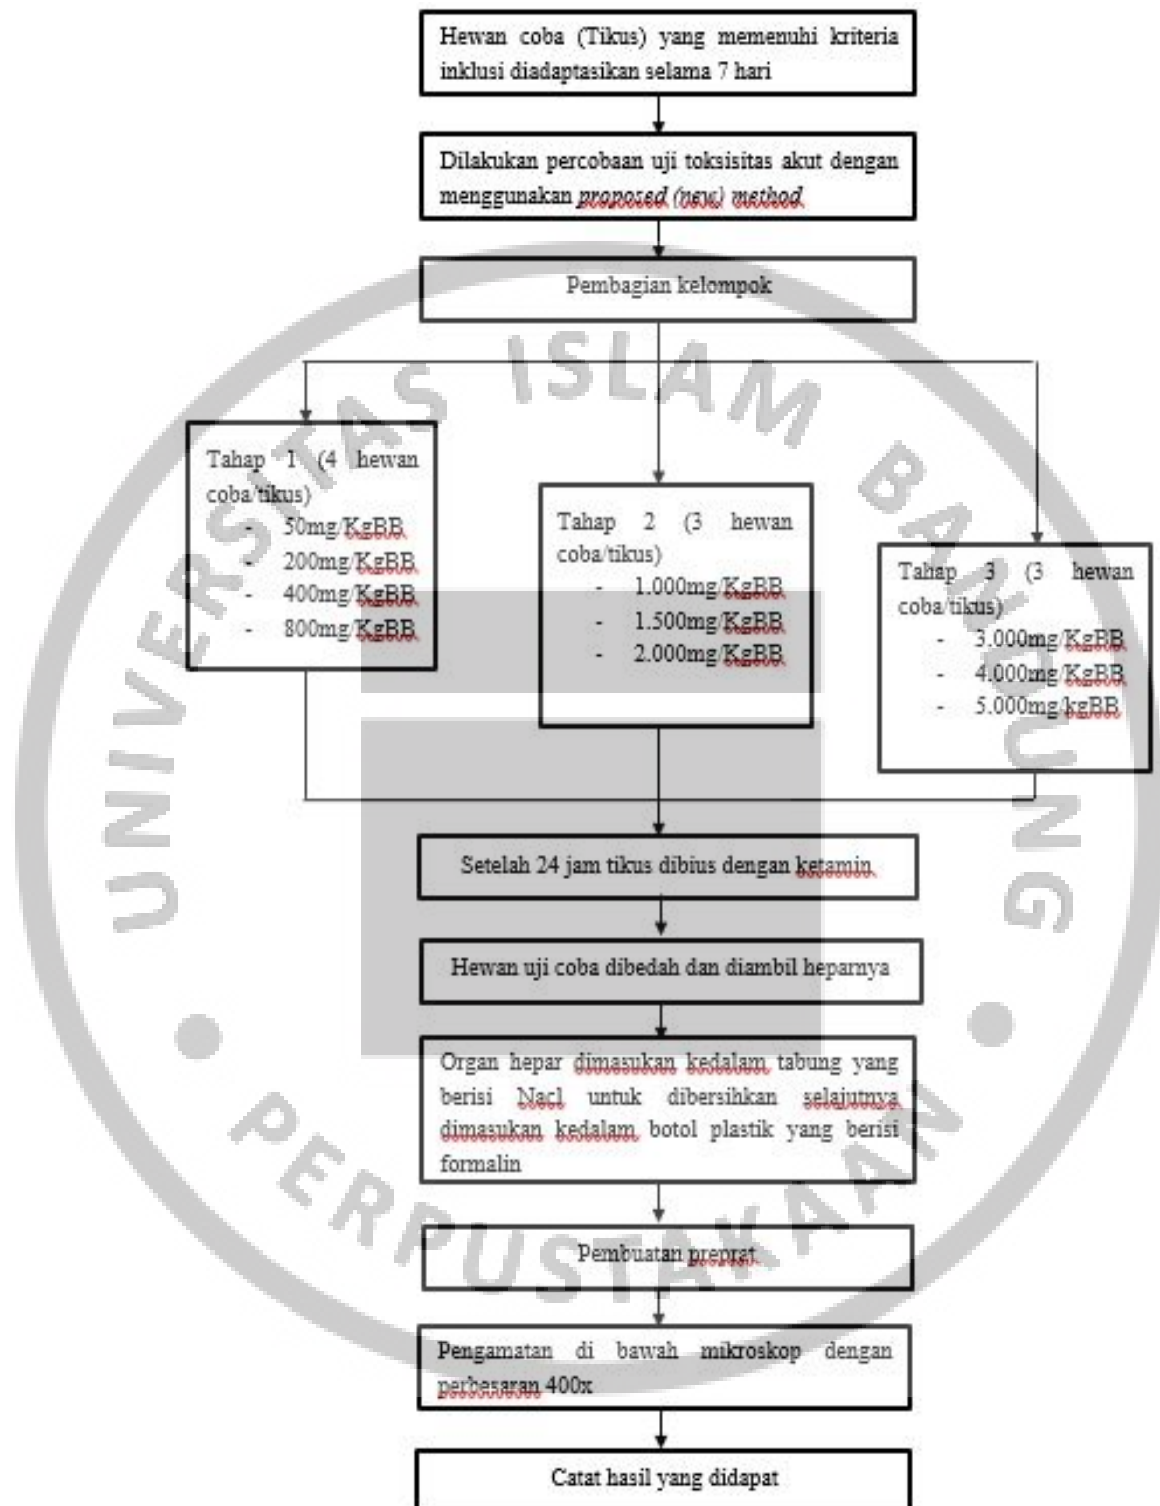 Hewan coba (Tikus) yang memenuhi kriteria
inklusi diadaptasikan selama 7 hari
Dilakukan percobaan uji toksisitas akut dengan
menggunakan proposed (new) method
Pembagian kelompok
Tahap 1 (4 hewan
coba/tikus)
- 50mg/KgBB
- 200mg/KgBB
- 400mg/KgBB
- 800mg/KgBB
Tahap 2 (3 hewan
coba/tikus)
- 1.000mg/KgBB
- 1.500mg/KgBB
- 2.000mg/KgBB
Tahap 3 (3 hewan
coba/tikus)
- 3.000mg/KgBB
- 4.000mg/KgBB
- 5.000mg/kgBB
Setelah 24 jam tikus dibius dengan ketamin
Hewan uji coba dibedah dan diambil heparnya
Organ hepar dimasukan kedalam tabung yang
berisi Nacl untuk dibersihkan selajutnya
dimasukan kedalam botol plastik yang berisi
formalin
Pembuatan preprat
Pengamatan di bawah mikroskop dengan
perbesaran 400x
Catat hasil yang didapat
UNIVERSITAS ISLAM BANDUNG
PERPUSTAKAAN